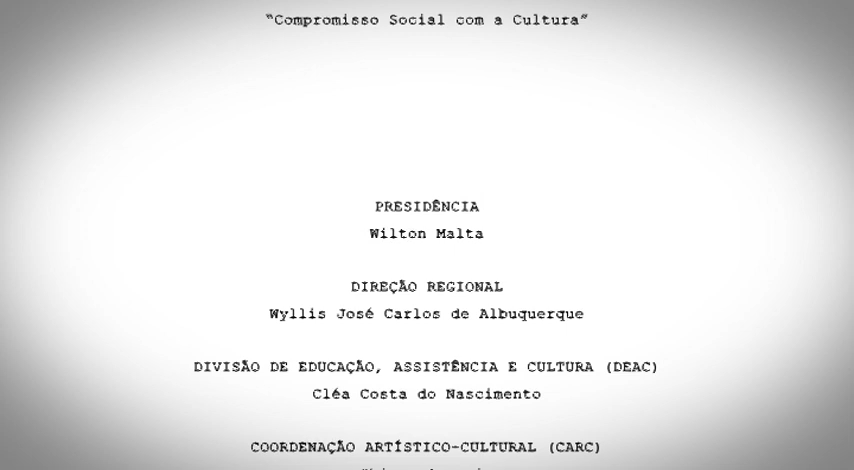 “Compromisso Social com a Cultura”
PRESIDÊNCIA
Wilton Malta
DIREÇÃO REGIONAL
Wyllis José Carlos de Albuquerque
DIVISÃO DE EDUCAÇÃO, ASSISTÊNCIA E CULTURA (DEAC)
Cléa Costa do Nascimento
COORDENAÇÃO ARTÍSTICO-CULTURAL (CARC)